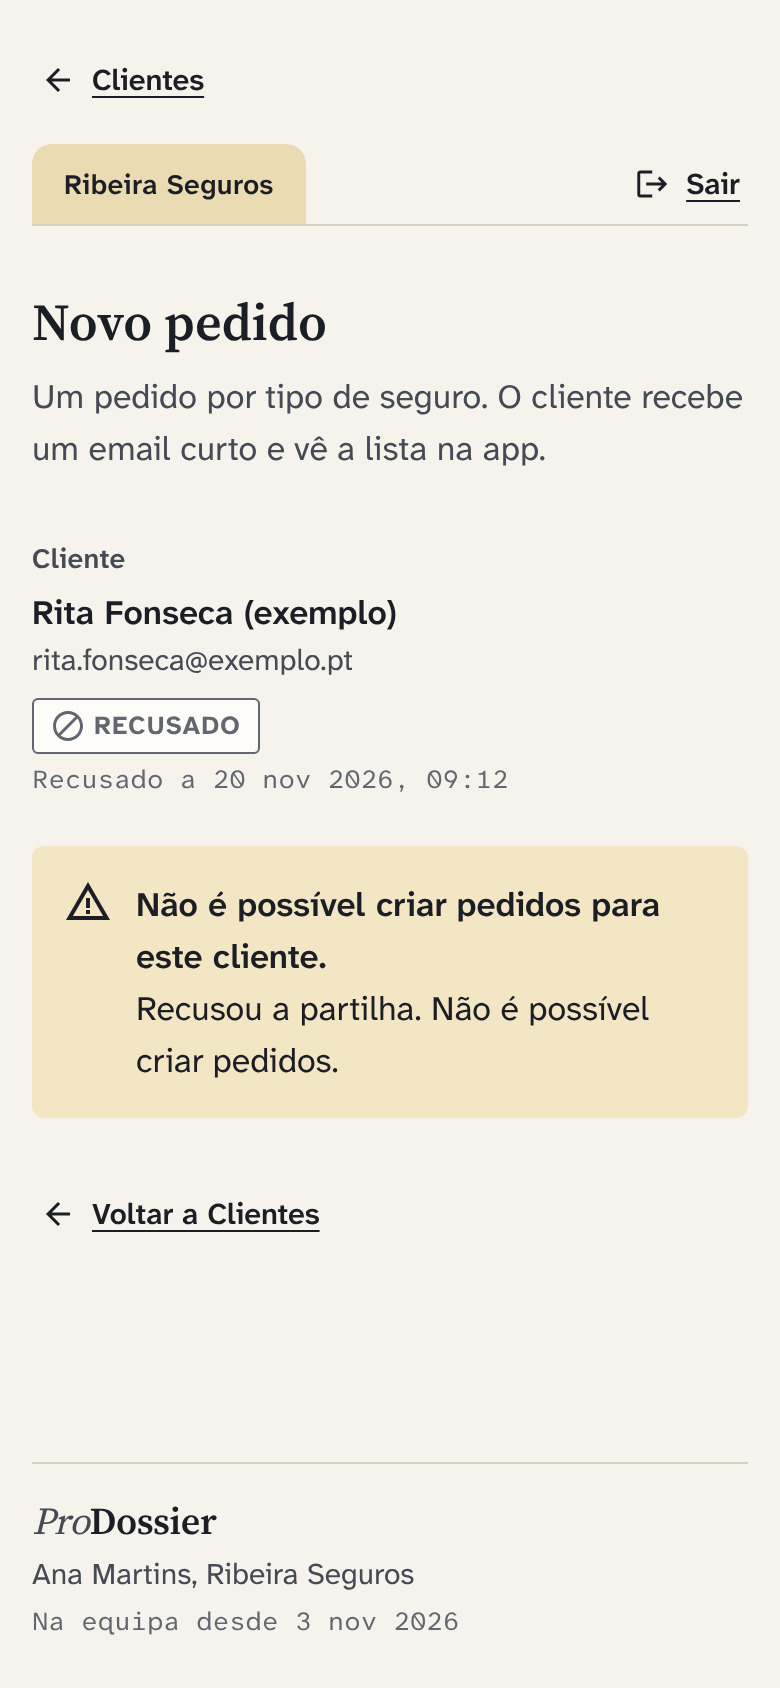 Clientes
Ribeira Seguros
Sair
Novo pedido
Um pedido por tipo de seguro. O cliente recebe
um email curto e vê a lista na app.
Cliente
Rita Fonseca (exemplo)
rita.fonseca@exemplo.pt
RECUSADO
Recusado a 20 nov 2026, 09:12
Não é possível criar pedidos para
este cliente.
Recusou a partilha. Não é possível
criar pedidos.
Voltar a Clientes
ProDossier
Ana Martins, Ribeira Seguros
Na equipa desde 3 nov 2026